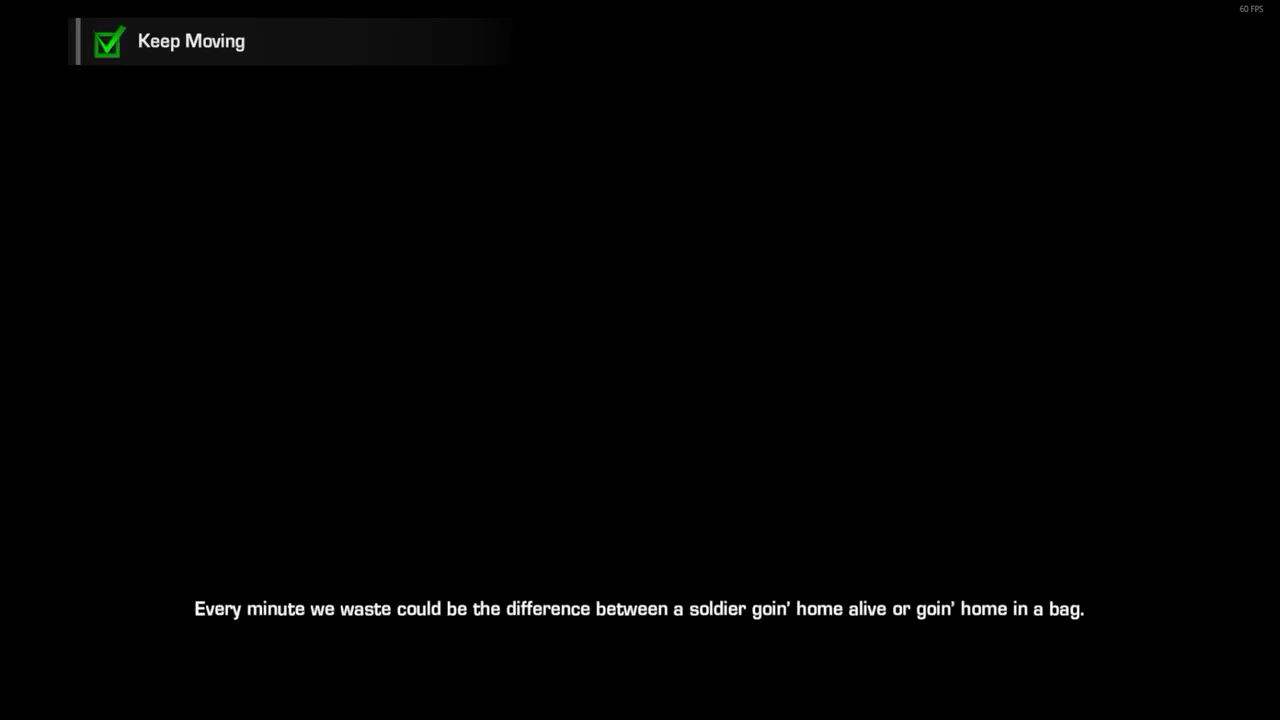 60 FPS
Keep Moving
Every minute we waste could be the difference between a soldier goin' home alive or goin' home in a bag.